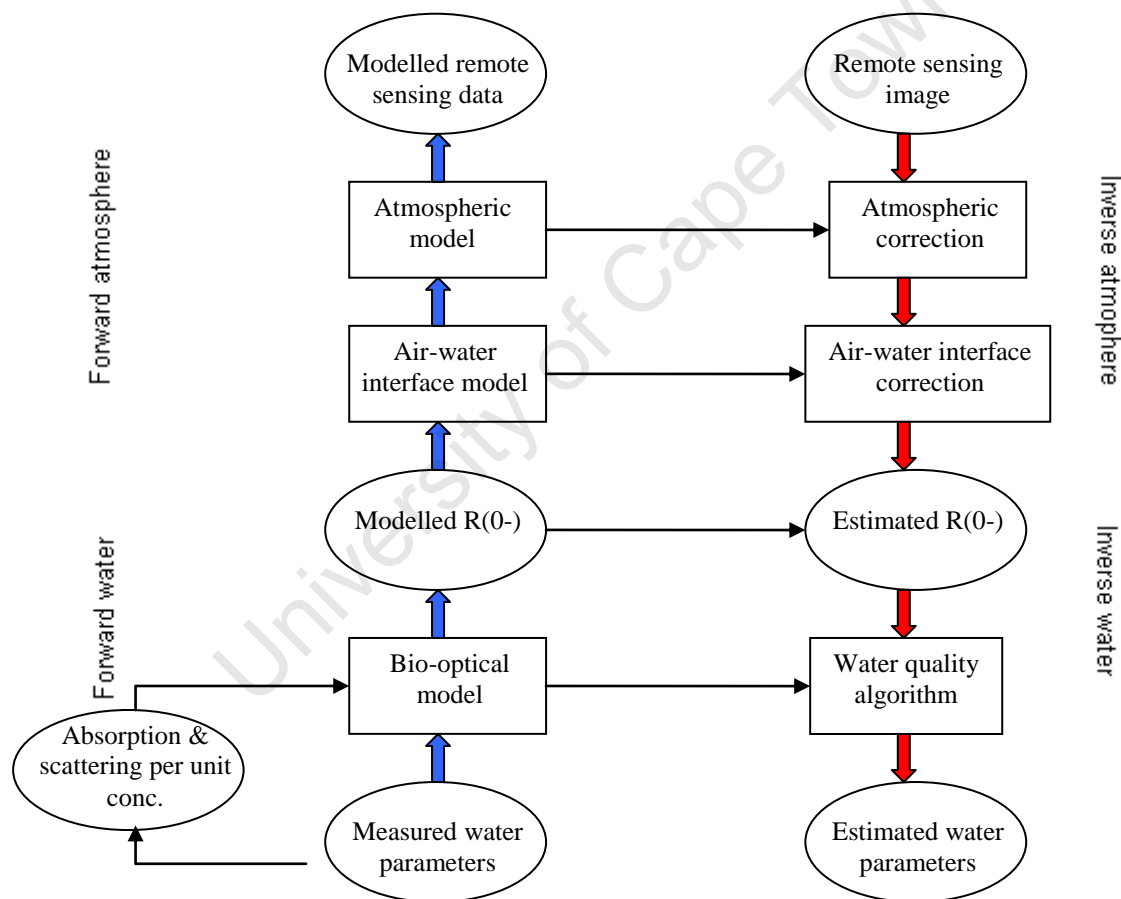 Modelled remote
sensing data
Remote sensing
image
Forward atmosphere
Atmospheric
model
Atmospheric
correction
Inverse atmophere
Air-water
interface model
Air-water interface
correction
Modelled R(0-)
Estimated R(0-)
Forward water
Bio-optical
model
Water quality
algorithm
Inverse water
Absorption &
scattering per unit
conc.
Measured water
parameters
Estimated water
parameters
University of Cape Town